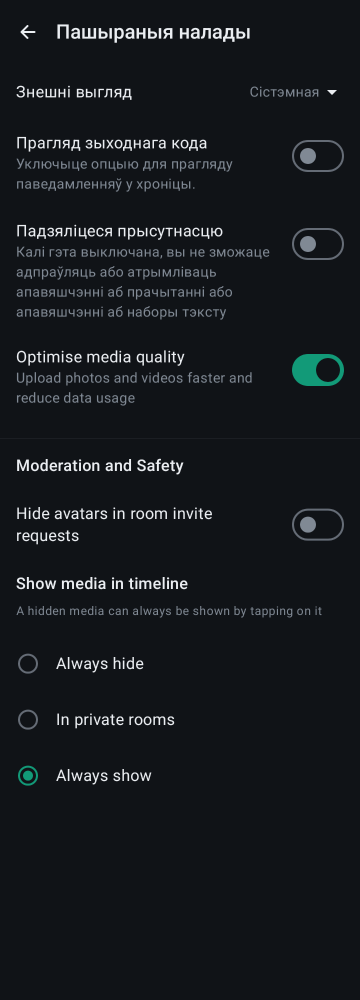 Пашыраныя налады
Знешні выгляд
Сістэмная
Прагляд зыходнага кода
Уключыце опцыю для прагляду
паведамленняў у хроніцы.
Падзяліцеся прысутнасцю
Калі гэта выключана, вы не зможаце
адпраўляць або атрымліваць
апавяшчэнні аб прачытанні або
апавяшчэнні аб наборы тэксту
Optimise media quality
Upload photos and videos faster and
reduce data usage
Moderation and Safety
Hide avatars in room invite
requests
Show media in timeline
A hidden media can always be shown by tapping on it
Always hide
In private rooms
Always show